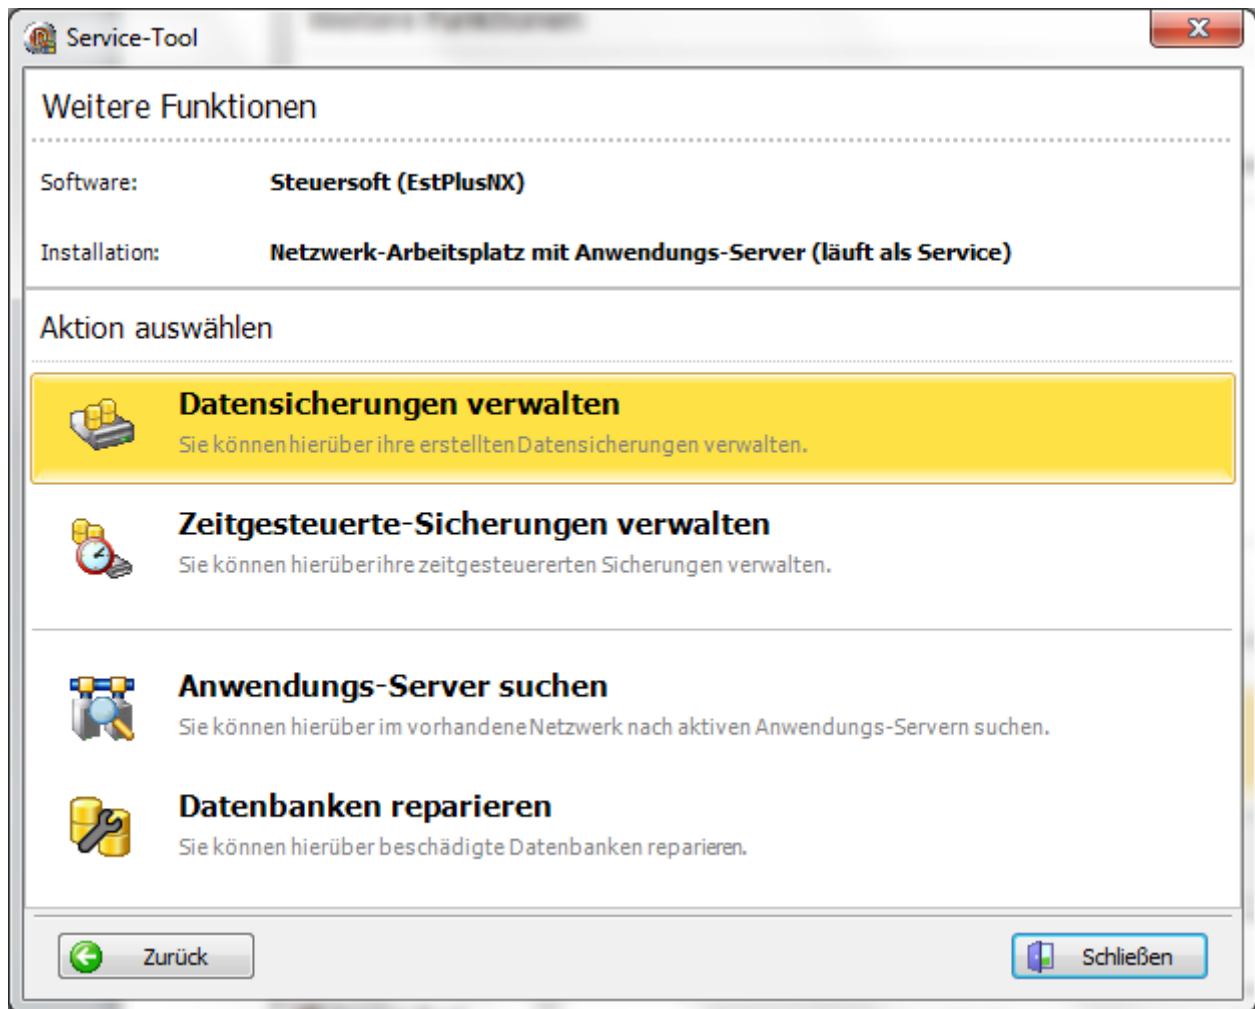 Weitere Funktionen
Service-Tool
Weitere Funktionen
Software: Steuersoft (EstPlusNX)
Installation: Netzwerk-Arbeitsplatz mit Anwendungs-Server (läuft als Service)
Aktion auswählen
Datensicherungen verwalten
Sie können hierüber ihre erstellten Datensicherungen verwalten.
Zeitgesteuerte-Sicherungen verwalten
Sie können hierüber ihre zeitgesteuererten Sicherungen verwalten.
Anwendungs-Server suchen
Sie können hierüber im vorhandene Netzwerk nach aktiven Anwendungs-Servern suchen.
Datenbanken reparieren
Sie können hierüber beschädigte Datenbanken reparieren.
Zurück
Schließen